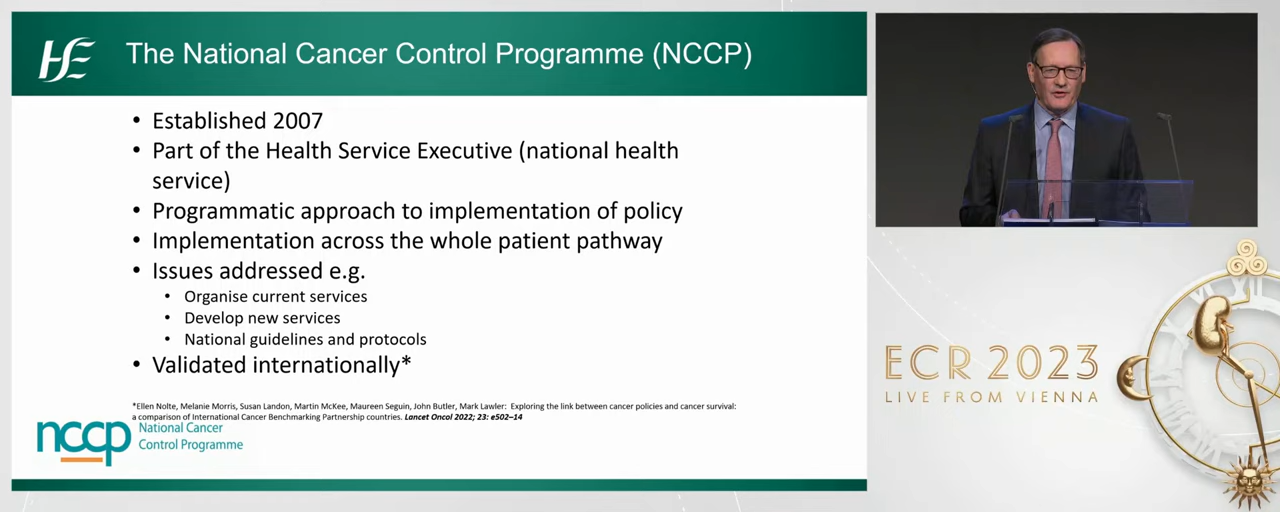 The National Cancer Control Programme (NCCP)
• Established 2007
• Part of the Health Service Executive (national health
service)
• Programmatic approach to implementation of policy
• Implementation across the whole patient pathway
• Issues addressed e.g.
• Organise current services
• Develop new services
• National guidelines and protocols
• Validated internationally*
*Ellen Nolte, Melanie Morris, Susan Landon, Martin McKee, Maureen Seguin, John Butler, Mark Lawler: Exploring the link between cancer policies and cancer survival:
a comparison of International Cancer Benchmarking Partnership countries. Lancet Oncol 2022; 23: e502–14
nccp
National Cancer
Control Programme
ECR 2023
LIVE FROM VIENNA
XII